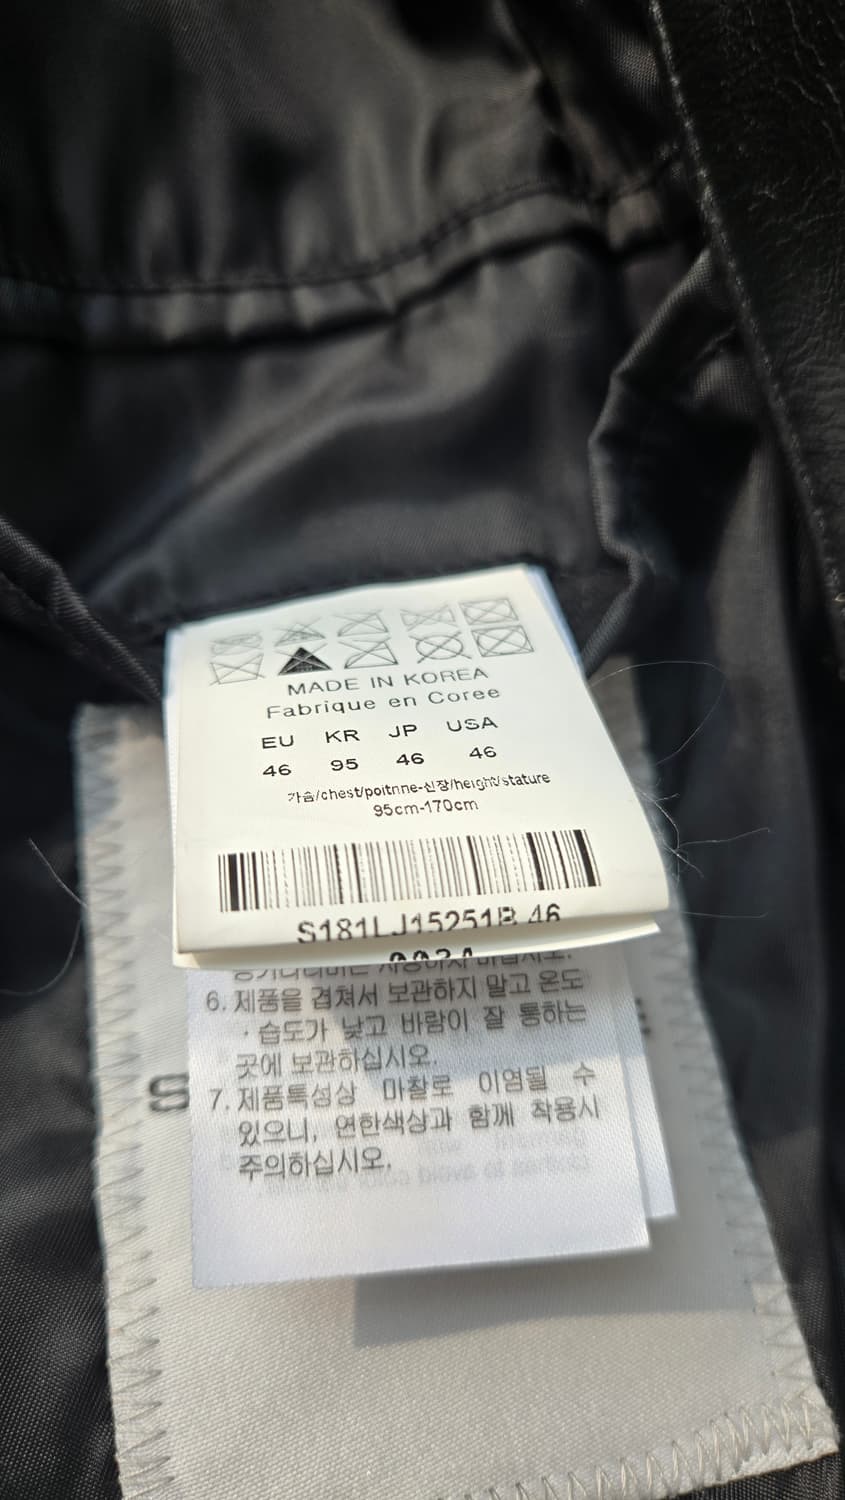 MADE IN KOREA
Fabrique en Coree
EU KR JP USA
46 95 46 46
가슴/chest/poitrine-신장/height/stature
95cm-170cm
S181LJ15251B 46
6. 제품을 겹쳐서 보관하지 말고 온도
· 습도가 낮고 바람이 잘 통하는
곳에 보관하십시오.
7. 제품특성상 마찰로 이염될 수
있으니, 연한색상과 함께 착용시
주의하십시오.
S